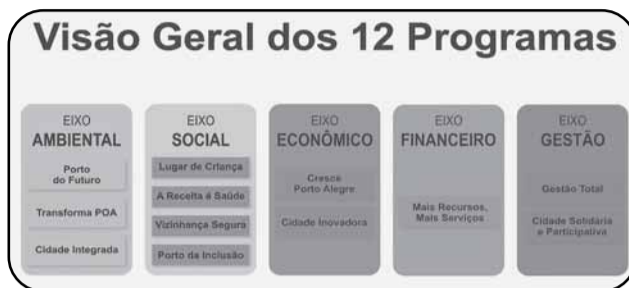 Visão Geral dos 12 Programas
EIXO
AMBIENTAL
Porto
do Futuro
Transforma POA
Cidade Integrada
EIXO
SOCIAL
Lugar de Criança
A Receita é Saúde
Vizinhança Segura
Porto da Inclusão
EIXO
ECONÔMICO
Cresce
Porto Alegre
Cidade Inovadora
EIXO
FINANCEIRO
Mais Recursos,
Mais Serviços
EIXO
GESTÃO
Gestão Total
Cidade Solidária
e Participativa